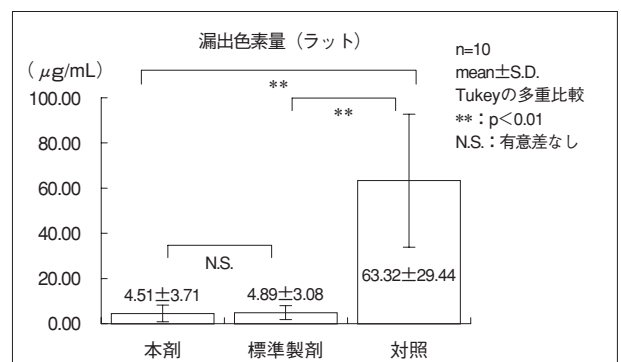 漏出色素量（ラット）
（μg/mL）
n=10
mean±S.D.
Tukeyの多重比較
**：p＜0.01
N.S.：有意差なし
**
**
100.00
80.00
60.00
40.00
20.00
0.00
N.S.
4.51±3.71
4.89±3.08
63.32±29.44
本剤
標準製剤
対照